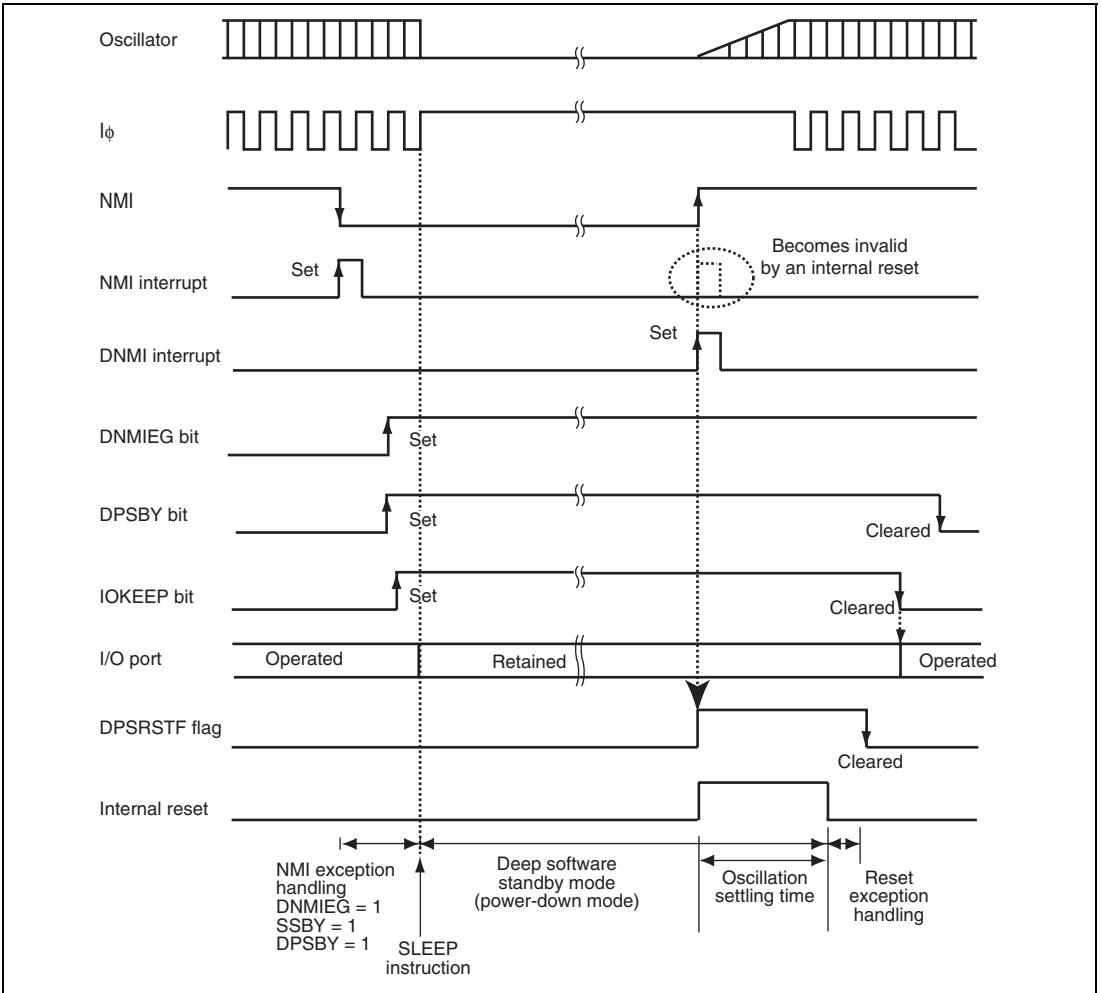 Oscillator
Iϕ
NMI
Becomes invalid
by an internal reset
NMI interrupt
Set
Set
DNMI interrupt
DNMIEG bit
Set
DPSBY bit
Set
Cleared
IOKEEP bit
Set
Cleared
I/O port
Operated
Retained
Operated
DPSRSTF flag
Cleared
Internal reset
NMI exception
handling
DNMIEG = 1
SSBY = 1
DPSBY = 1
SLEEP
instruction
Deep software
standby mode
(power-down mode)
Oscillation
settling time
Reset
exception
handling